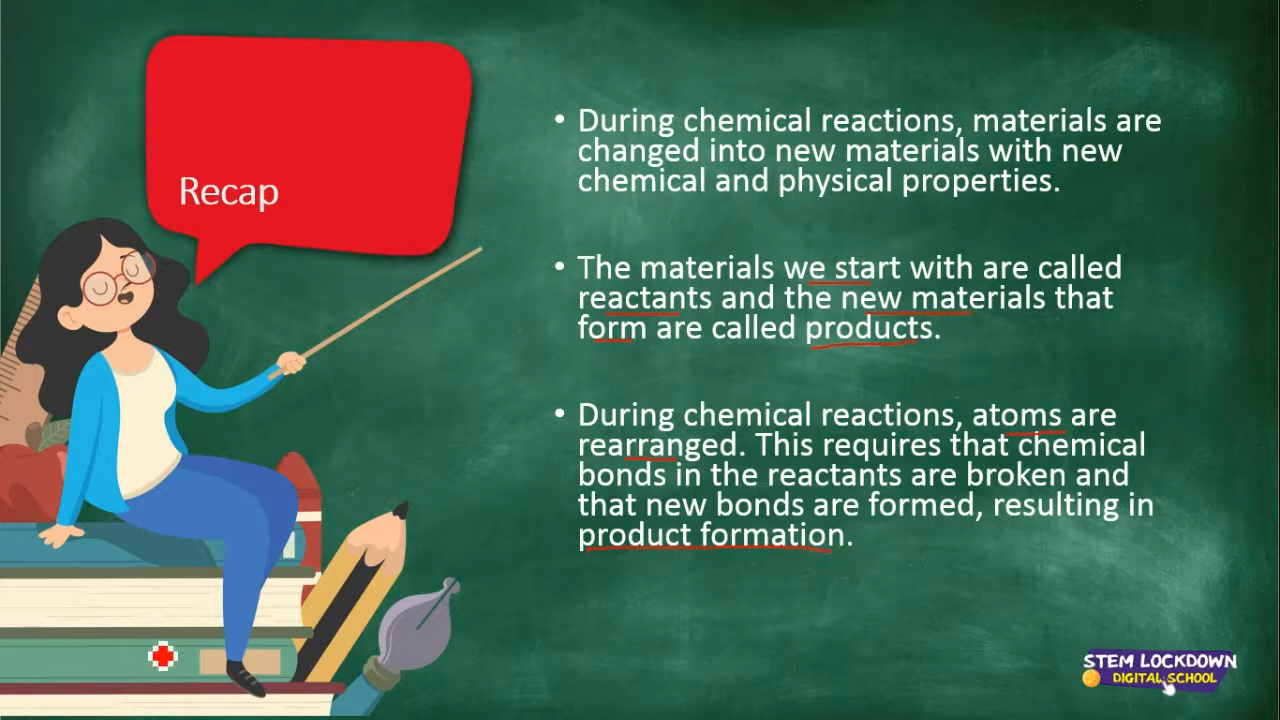 Recap
• During chemical reactions, materials are
changed into new materials with new
chemical and physical properties.
• The materials we start with are called
reactants and the new materials that
form are called products.
• During chemical reactions, atoms are
rearranged. This requires that chemical
bonds in the reactants are broken and
that new bonds are formed, resulting in
product formation.
STEM LOCKDOWN
DIGITAL SCHOOL